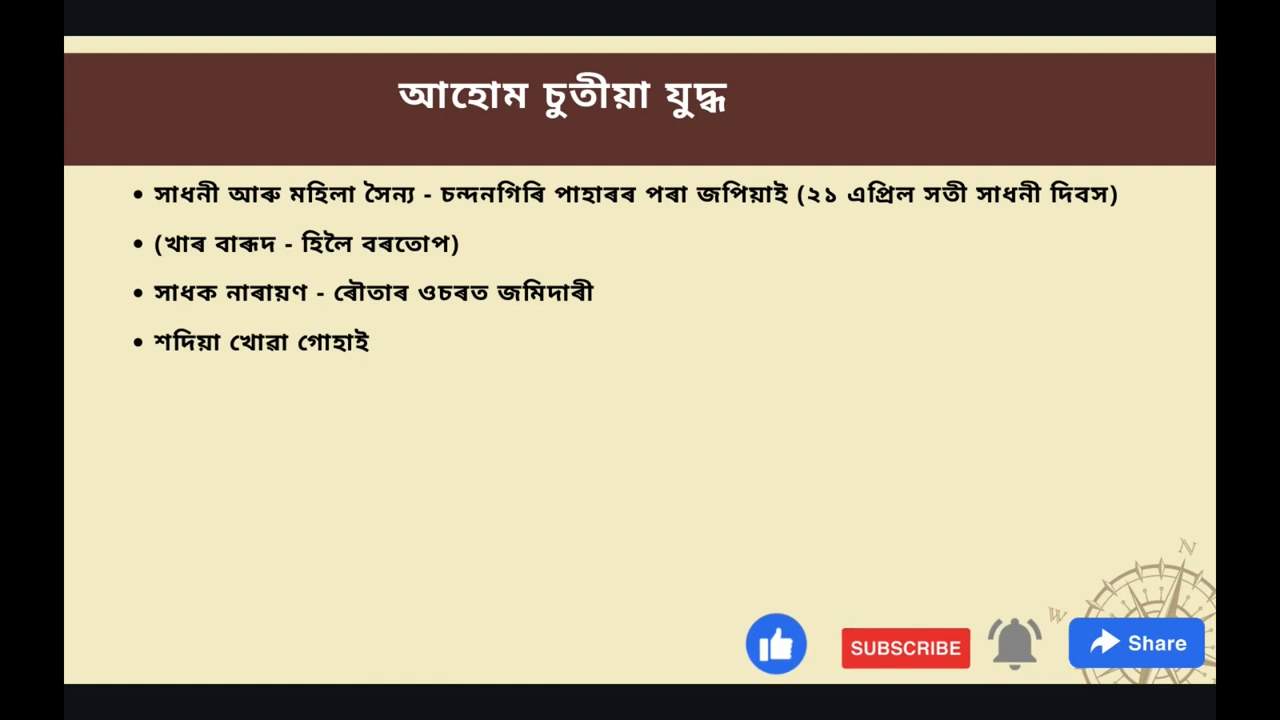 আহোম চুতীয়া যুদ্ধ
• সাধনী আৰু মহিলা সৈন্য - চন্দনগিৰি পাহাৰৰ পৰা জপিয়াই (২১ এপ্ৰিল সতী সাধনী দিবস)
• (খাৰ বাৰূদ - হিলৈ বৰতোপ)
• সাধক নাৰায়ণ - ৰৌতাৰ ওচৰত জমিদাৰী
• শদিয়া খোৱা গোহাই
N
W
SUBSCRIBE
Share